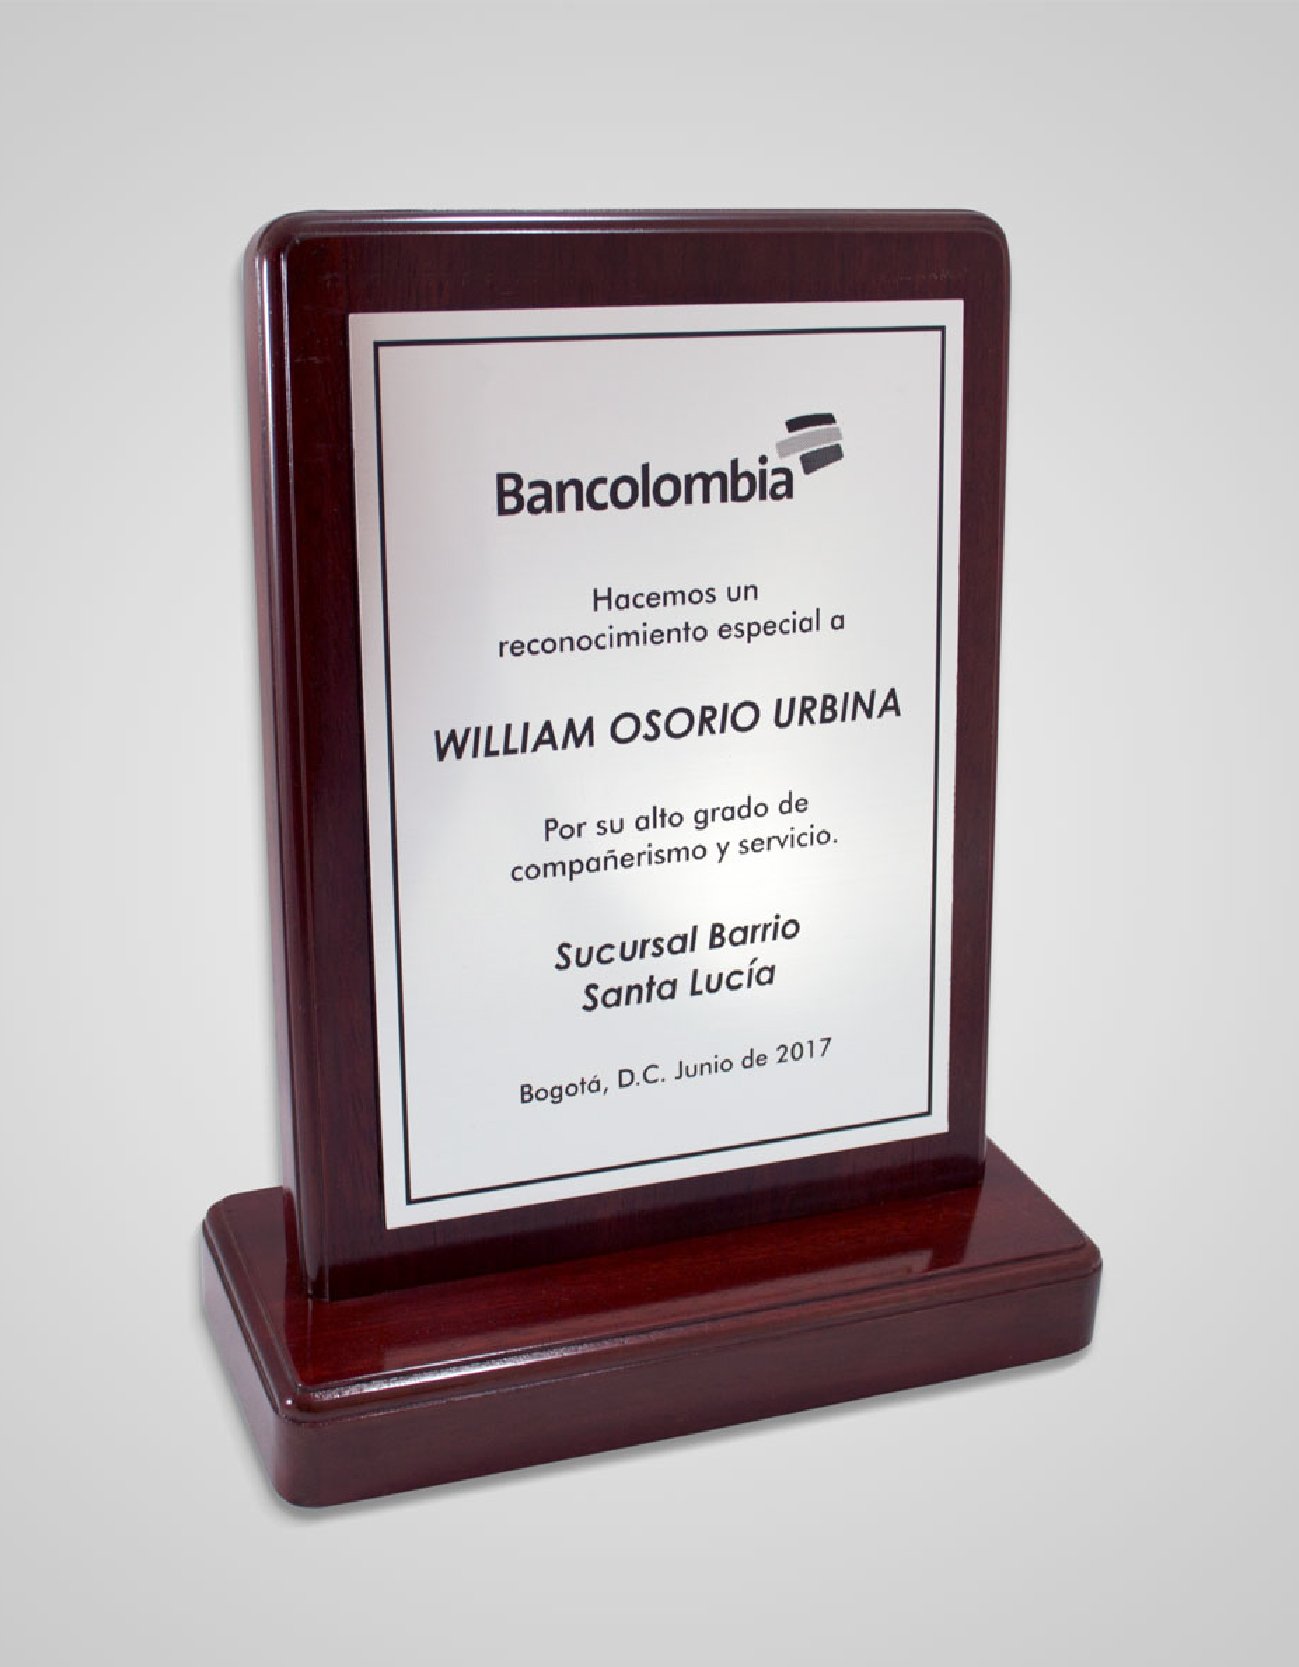 Bancolombia
Hacemos un
reconocimiento especial a
WILLIAM OSORIO URBINA
Por su alto grado de
compañerismo y servicio.
Sucursal Barrio
Santa Lucía
Bogotá, D.C. Junio de 2017